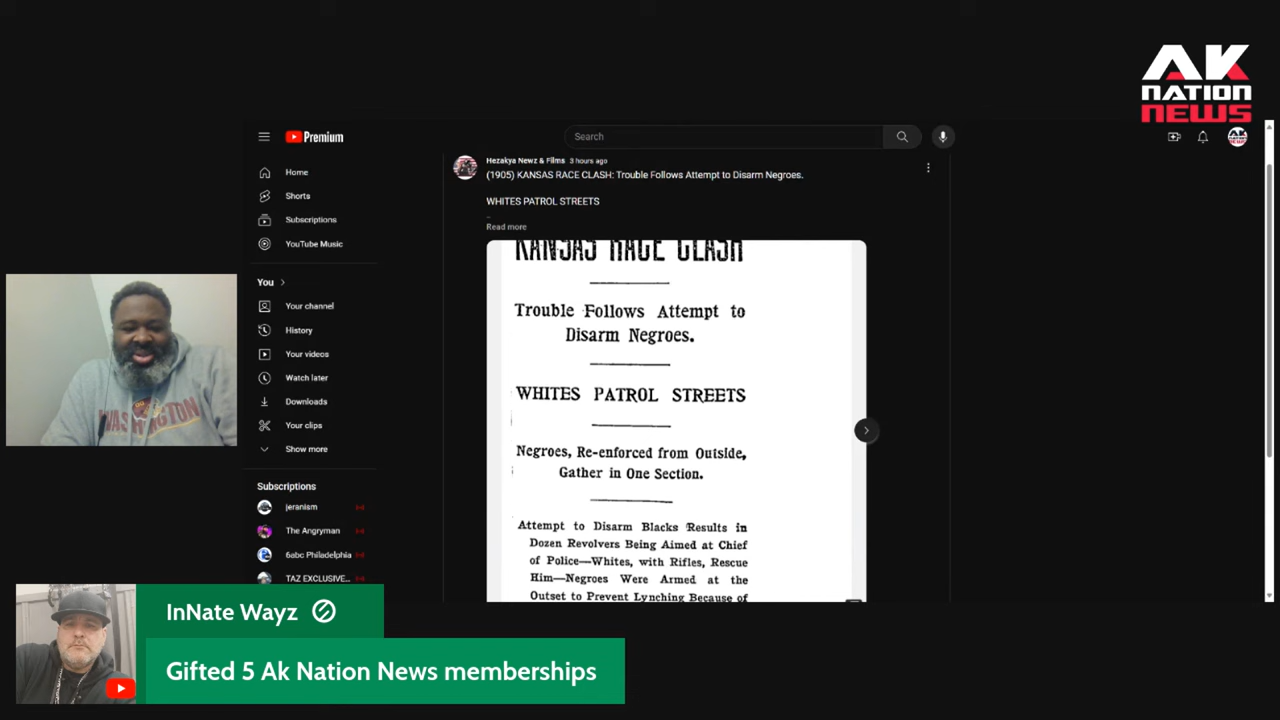 AK
NATION
NEWS
Premium
Search
Home
Shorts
Subscriptions
YouTube Music
You
Your channel
History
Your videos
Watch later
Downloads
Your clips
Show more
Subscriptions
jeranism
The Angryman
6abc Philadelphia
TAZ EXCLUSIVE...
Hezakya Newz & Films 3 hours ago
(1905) KANSAS RACE CLASH: Trouble Follows Attempt to Disarm Negroes.
WHITES PATROL STREETS
Read more
KANSAS RACE CLASH
Trouble Follows Attempt to
Disarm Negroes.
WHITES PATROL STREETS
Negroes, Re-enforced from Outside,
Gather in One Section.
Attempt to Disarm Blacks Results in
Dozen Revolvers Being Aimed at Chief
of Police—Whites, with Rifles, Rescue
Him—Negroes Were Armed at the
Outset to Prevent Lynching Because of
WASHINGTON
InNate Wayz
Gifted 5 Ak Nation News memberships